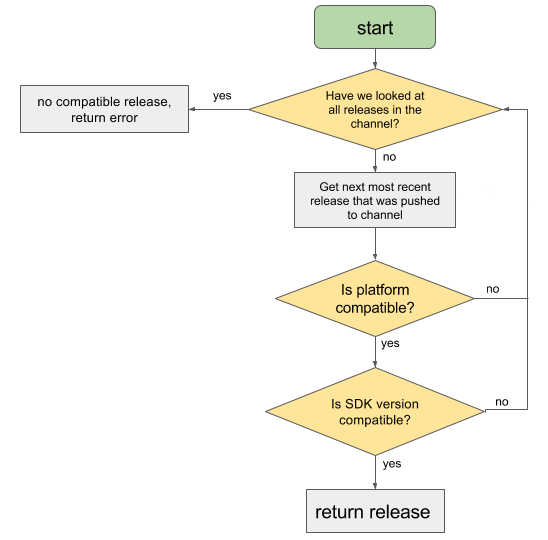 start
Have we looked at
all releases in the
channel?
yes
no compatible release,
return error
no
Get next most recent
release that was pushed
to channel
Is platform
compatible?
no
yes
Is SDK version
compatible?
no
yes
return release